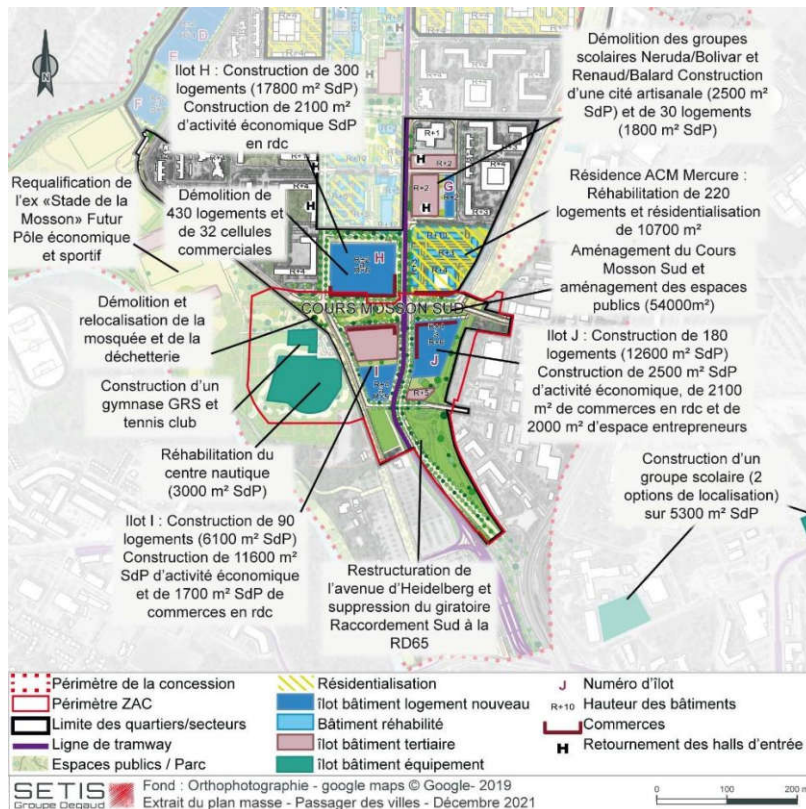 Ilot H : Construction de 300
logements (17800 m² SdP)
Construction de 2100 m²
d'activité économique SdP
en rdc
Démolition des groupes
scolaires Neruda/Bolivar et
Renaud/Balard Construction
d'une cité artisanale (2500 m²
SdP) et de 30 logements
(1800 m² SdP)
Requalification de
l'ex «Stade de la
Mosson» Futur
Pôle économique
et sportif
Démolition de
430 logements et
de 32 cellules
commerciales
Résidence ACM Mercure :
Réhabilitation de 220
logements et résidentialisation
de 10700 m²
Aménagement du Cours
Mosson Sud et
aménagement des espaces
publics (54000m²)
Démolition et
relocalisation de la
mosquée et de la
déchetterie
COURS MOSSON SUD
Ilot J : Construction de 180
logements (12600 m² SdP)
Construction de 2500 m² SdP
d'activité économique, de 2100
m² de commerces en rdc et de
2000 m² d'espace entrepreneurs
Construction d'un
gymnase GRS et
tennis club
Réhabilitation du
centre nautique
(3000 m² SdP)
Construction d'un
groupe scolaire (2
options de localisation)
sur 5300 m² SdP
Ilot I : Construction de 90
logements (6100 m² SdP)
Construction de 11600 m²
SdP d'activité économique
et de 1700 m² SdP de
commerces en rdc
Restructuration de
l'avenue d'Heidelberg et
suppression du giratoire
Raccordement Sud à la
RD65
N
E
D
F
H
R+1
H
R+2
R+2
G
H
H
R+4
H
I
J
Périmètre de la concession
Périmètre ZAC
Limite des quartiers/secteurs
Ligne de tramway
Espaces publics / Parc
Résidentialisation
îlot bâtiment logement nouveau
Bâtiment réhabilité
îlot bâtiment tertiaire
îlot bâtiment équipement
J Numéro d'îlot
R+10 Hauteur des bâtiments
Commerces
H Retournement des halls d'entrée
SETIS
Groupe Degaud
Fond : Orthophotographie - google maps © Google- 2019
Extrait du plan masse - Passager des villes - Décembre 2021
0 100 200 m